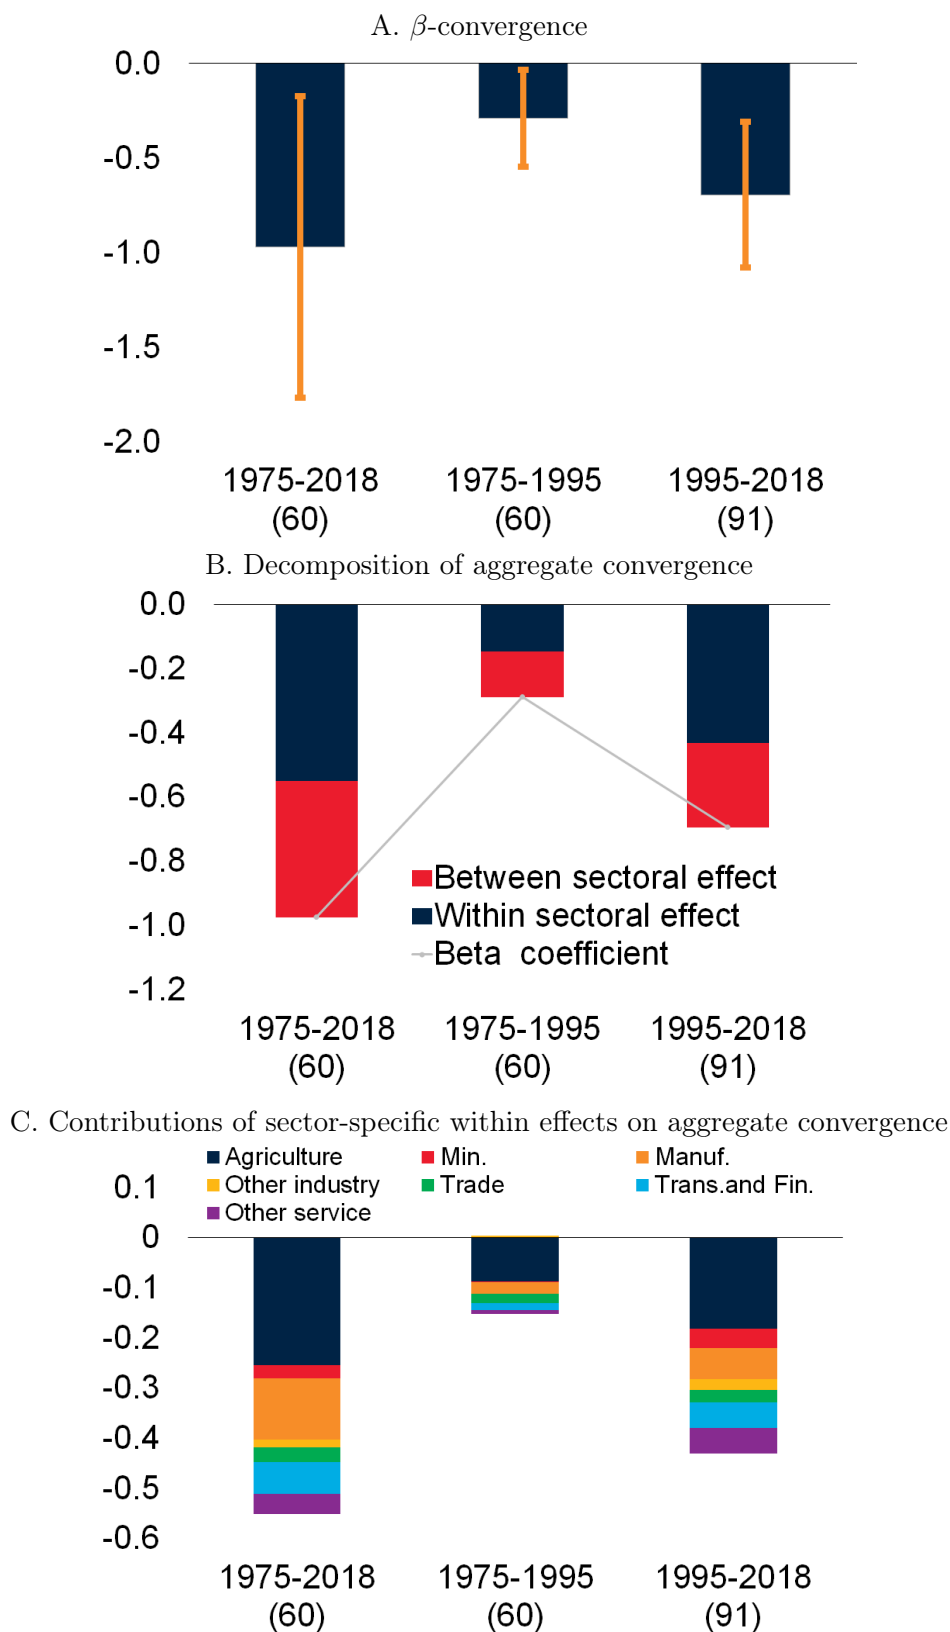 A. β-convergence
0.0
-0.5
-1.0
-1.5
-2.0
1975-2018 1975-1995 1995-2018
(60) (60) (91)
B. Decomposition of aggregate convergence
0.0
-0.2
-0.4
-0.6
-0.8
-1.0
-1.2
Between sectoral effect
Within sectoral effect
Beta coefficient
1975-2018 1975-1995 1995-2018
(60) (60) (91)
C. Contributions of sector-specific within effects on aggregate convergence
Agriculture Min. Manuf.
Other industry Trade Trans.and Fin.
Other service
0.1
0
-0.1
-0.2
-0.3
-0.4
-0.5
-0.6
1975-2018 1975-1995 1995-2018
(60) (60) (91)